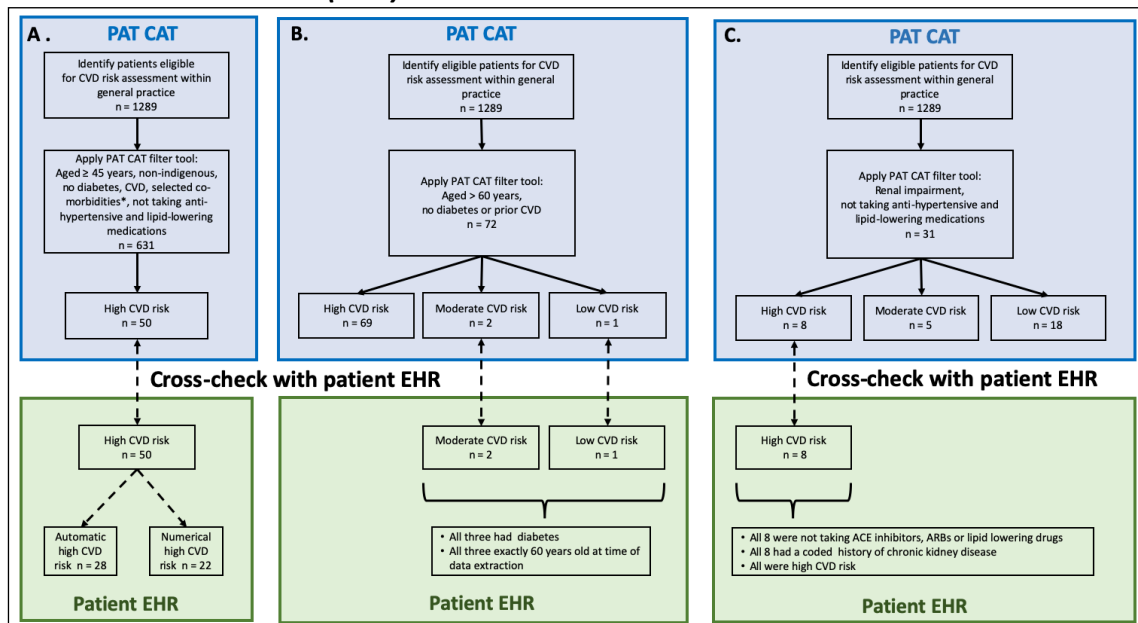 A .
PAT CAT
Identify patients eligible
for CVD risk assessment within
general practice
n = 1289
Apply PAT CAT filter tool:
Aged ≥ 45 years, non-indigenous,
no diabetes, CVD, selected co-
morbidities*, not taking anti-
hypertensive and lipid-lowering
medications
n = 631
High CVD risk
n = 50
B.
PAT CAT
Identify eligible patients for CVD
risk assessment within general
practice
n = 1289
Apply PAT CAT filter tool:
Aged > 60 years,
no diabetes or prior CVD
n = 72
High CVD risk
n = 69
Moderate CVD risk
n = 2
Low CVD risk
n = 1
C.
PAT CAT
Identify eligible patients for CVD
risk assessment within general
practice
n = 1289
Apply PAT CAT filter tool:
Renal impairment,
not taking anti-hypertensive and
lipid-lowering medications
n = 31
High CVD risk
n = 8
Moderate CVD risk
n = 5
Low CVD risk
n = 18
Cross-check with patient EHR
Cross-check with patient EHR
High CVD risk
n = 50
Automatic
high CVD
risk n = 28
Numerical
high CVD
risk n = 22
Patient EHR
Moderate CVD risk
n = 2
Low CVD risk
n = 1
• All three had diabetes
• All three exactly 60 years old at time of
data extraction
Patient EHR
High CVD risk
n = 8
• All 8 were not taking ACE inhibitors, ARBs or lipid lowering drugs
• All 8 had a coded history of chronic kidney disease
• All were high CVD risk
Patient EHR